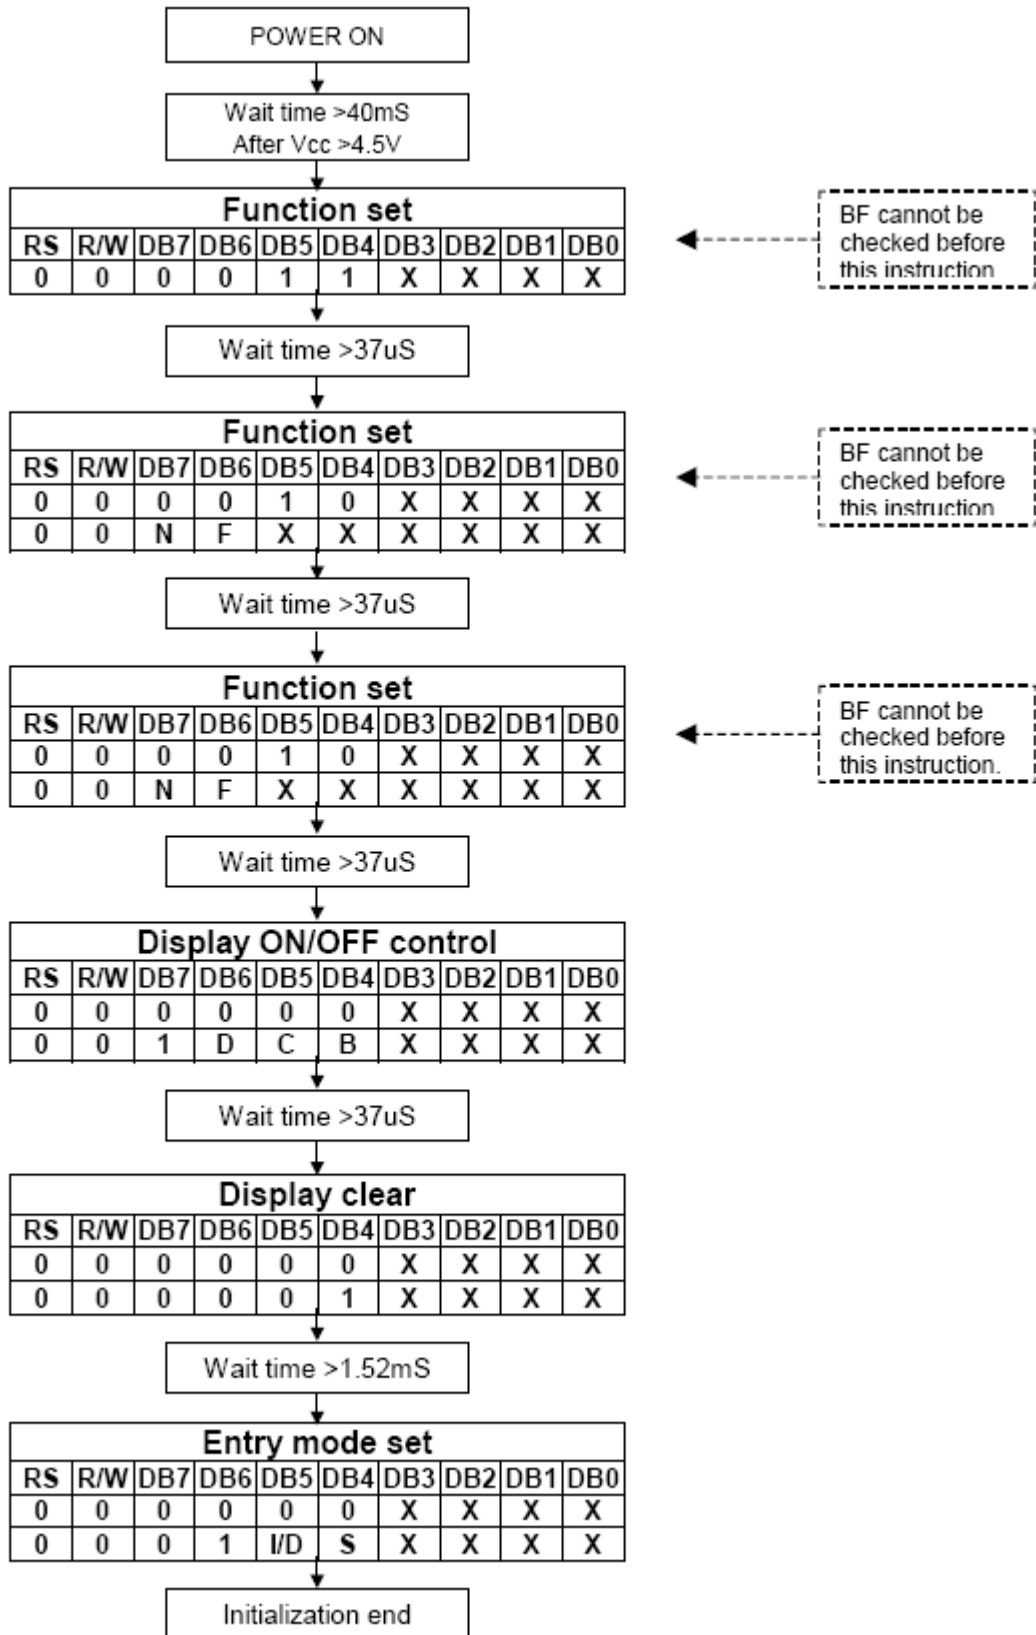 POWER ON
Wait time >40mS
After Vcc >4.5V
Function set
RS R/W DB7 DB6 DB5 DB4 DB3 DB2 DB1 DB0
0 0 0 0 1 1 X X X X
BF cannot be
checked before
this instruction
Wait time >37uS
Function set
RS R/W DB7 DB6 DB5 DB4 DB3 DB2 DB1 DB0
0 0 0 0 1 0 X X X X
0 0 N F X X X X X X
BF cannot be
checked before
this instruction
Wait time >37uS
Function set
RS R/W DB7 DB6 DB5 DB4 DB3 DB2 DB1 DB0
0 0 0 0 1 0 X X X X
0 0 N F X X X X X X
BF cannot be
checked before
this instruction.
Wait time >37uS
Display ON/OFF control
RS R/W DB7 DB6 DB5 DB4 DB3 DB2 DB1 DB0
0 0 0 0 0 0 X X X X
0 0 1 D C B X X X X
Wait time >37uS
Display clear
RS R/W DB7 DB6 DB5 DB4 DB3 DB2 DB1 DB0
0 0 0 0 0 0 X X X X
0 0 0 0 0 1 X X X X
Wait time >1.52mS
Entry mode set
RS R/W DB7 DB6 DB5 DB4 DB3 DB2 DB1 DB0
0 0 0 0 0 0 X X X X
0 0 0 1 I/D S X X X X
Initialization end